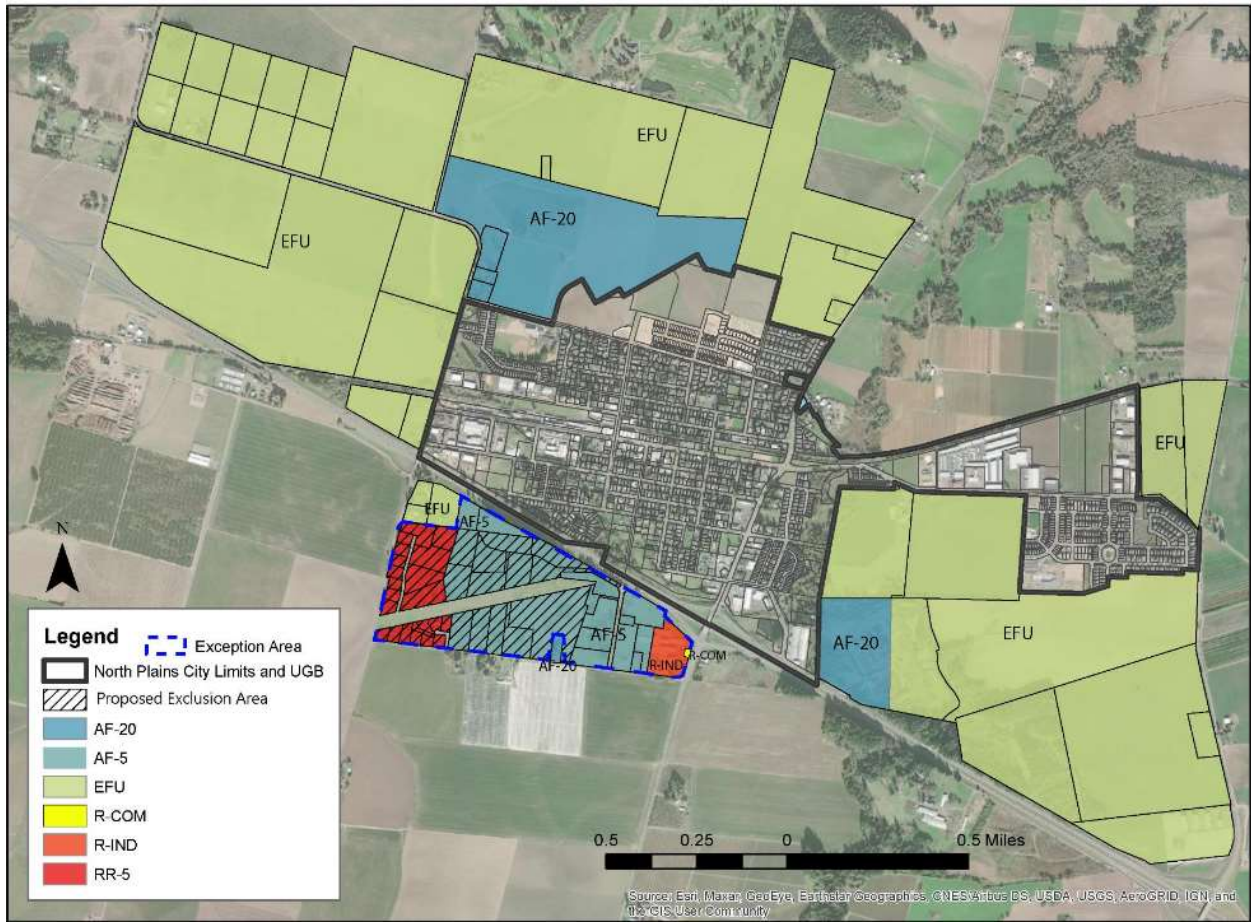 EFU
AF-20
EFU
EFU
EFU
AF-5
AF-5
AF-20
R-IND
R-COM
AF-20
EFU
N
Legend
Exception Area
North Plains City Limits and UGB
Proposed Exclusion Area
AF-20
AF-5
EFU
R-COM
R-IND
RR-5
0.5 0.25 0 0.5 Miles
Source: Esri, Maxar, GeoEye, Earthstar Geographics, CNES/Airbus DS, USDA, USGS, AeroGRID, IGN, and
the GIS User Community